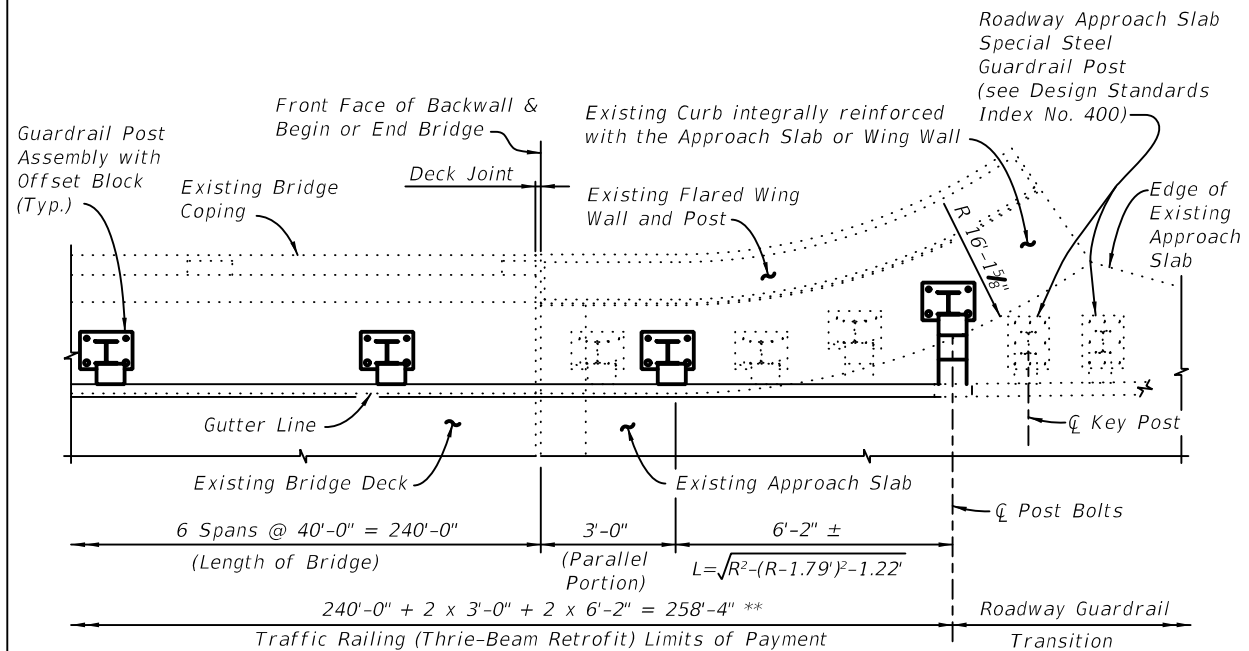 Roadway Approach Slab
Special Steel
Guardrail Post
(see Design Standards
Index No. 400)
Front Face of Backwall &
Begin or End Bridge
Existing Curb integrally reinforced
with the Approach Slab or Wing Wall
Guardrail Post
Assembly with
Offset Block
(Typ.)
Existing Bridge
Coping
Deck Joint
Existing Flared Wing
Wall and Post
Edge of
Existing
Approach
Slab
R 16'-1⅝"
Gutter Line
℄ Key Post
Existing Bridge Deck
Existing Approach Slab
℄ Post Bolts
6 Spans @ 40'-0" = 240'-0"
(Length of Bridge)
3'-0"
(Parallel
Portion)
6'-2" ±
L=√R²-(R-1.79')²-1.22'
240'-0" + 2 x 3'-0" + 2 x 6'-2" = 258'-4" **
Traffic Railing (Thrie-Beam Retrofit) Limits of Payment
Roadway Guardrail
Transition